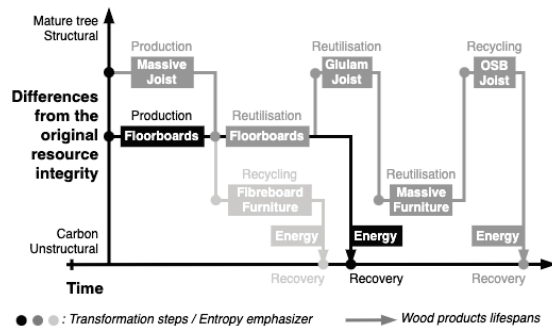 Mature tree
Structural
Production
Massive
Joist
Reutilisation
Glulam
Joist
Recycling
OSB
Joist
Differences
from the
original
resource
integrity
Production
Floorboards
Reutilisation
Floorboards
Recycling
Fibreboard
Furniture
Reutilisation
Massive
Furniture
Carbon
Unstructural
Energy
Energy
Energy
Time
Recovery
Recovery
Recovery
: Transformation steps / Entropy emphasizer
Wood products lifespans